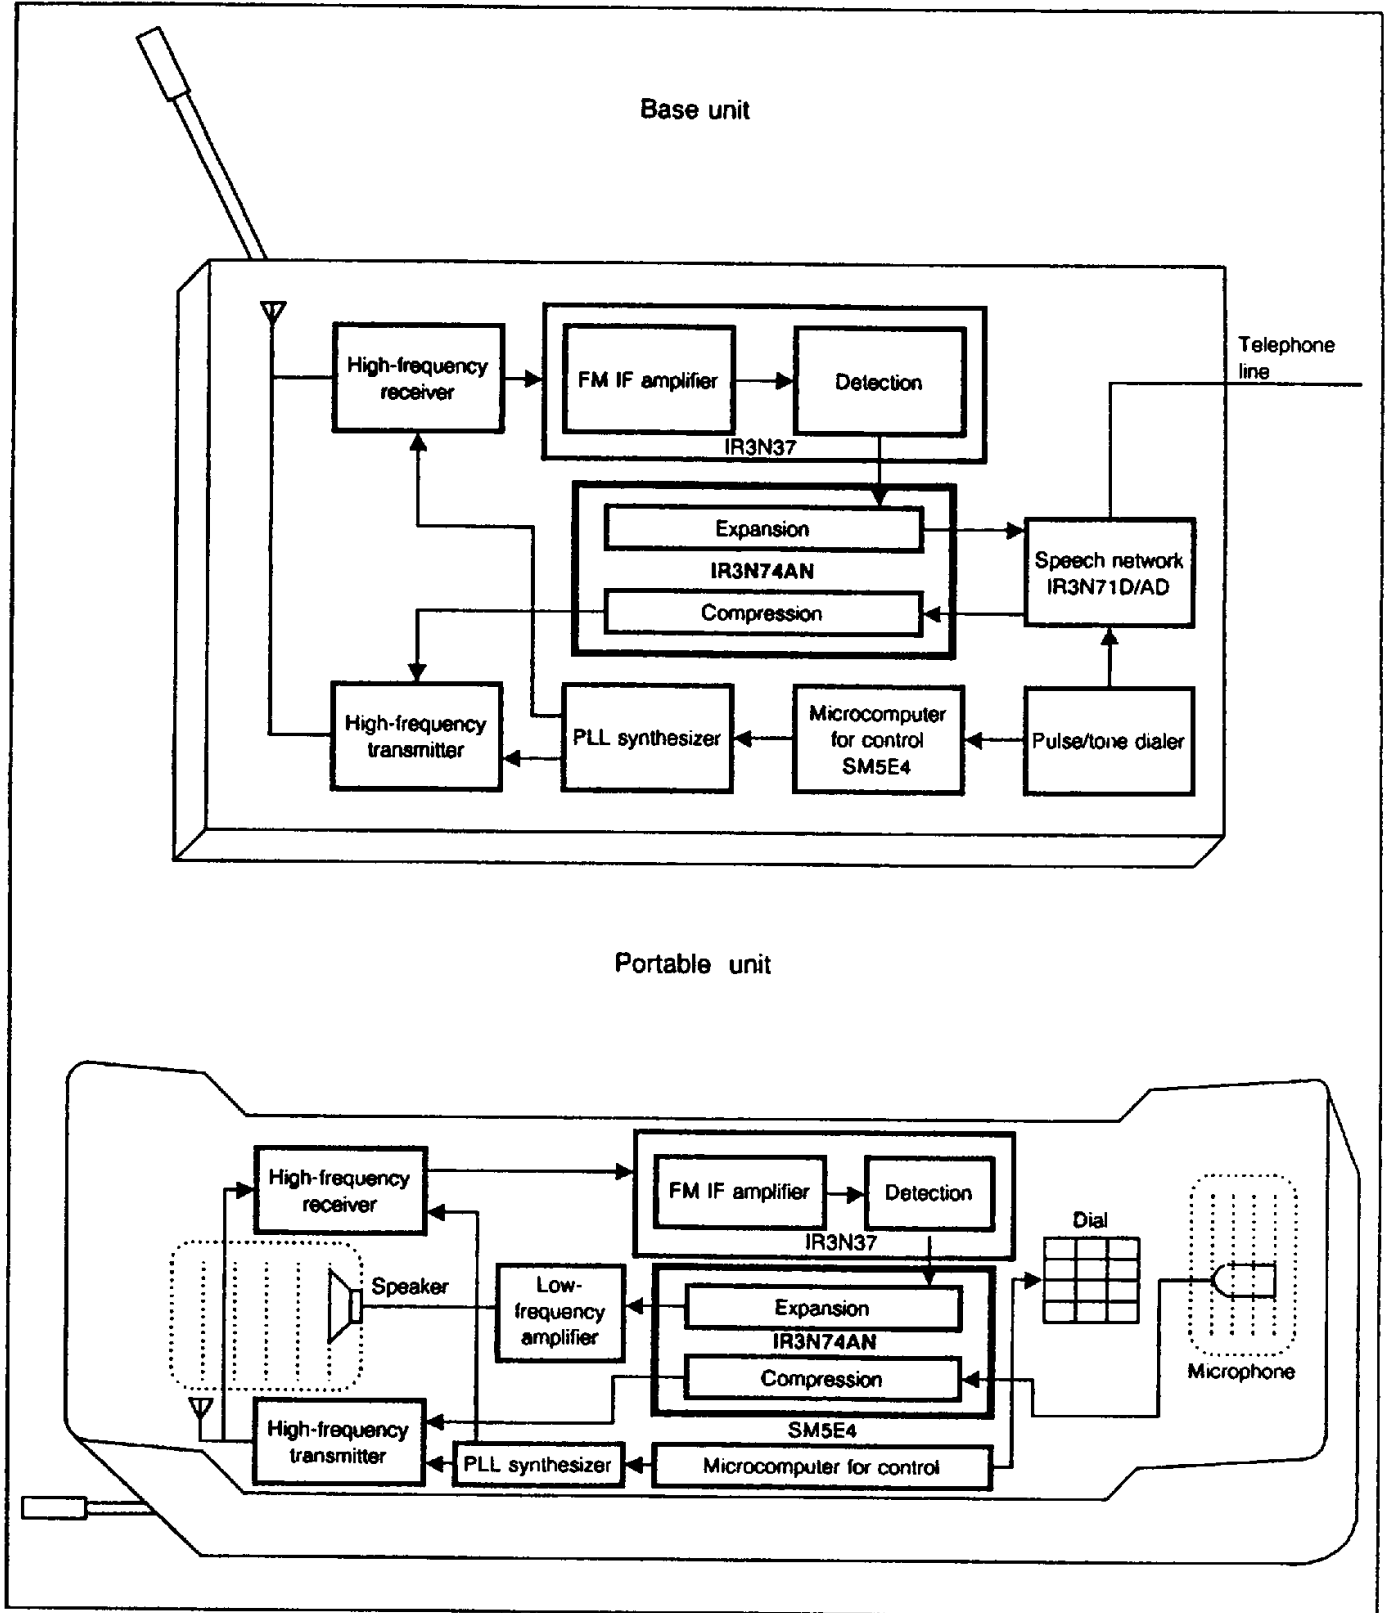 Base unit
Telephone
line
High-frequency
receiver
FM IF amplifier
Detection
IR3N37
Expansion
IR3N74AN
Compression
Speech network
IR3N71D/AD
High-frequency
transmitter
PLL synthesizer
Microcomputer
for control
SM5E4
Pulse/tone dialer
Portable unit
High-frequency
receiver
FM IF amplifier
Detection
IR3N37
Dial
Speaker
Low-
frequency
amplifier
Expansion
IR3N74AN
Compression
Microphone
High-frequency
transmitter
SM5E4
PLL synthesizer
Microcomputer for control